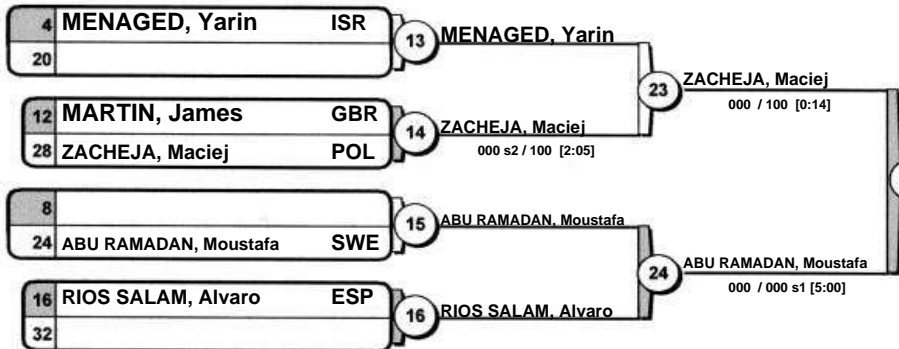 4 MENAGED, Yarin ISR
20
13
MENAGED, Yarin
12 MARTIN, James GBR
28 ZACHEJA, Maciej POL
14
ZACHEJA, Maciej
000 s2 / 100 [2:05]
23
ZACHEJA, Maciej
000 / 100 [0:14]
8
24 ABU RAMADAN, Moustafa SWE
15
ABU RAMADAN, Moustafa
16 RIOS SALAM, Alvaro ESP
32
16
RIOS SALAM, Alvaro
24
ABU RAMADAN, Moustafa
000 / 000 s1 [5:00]